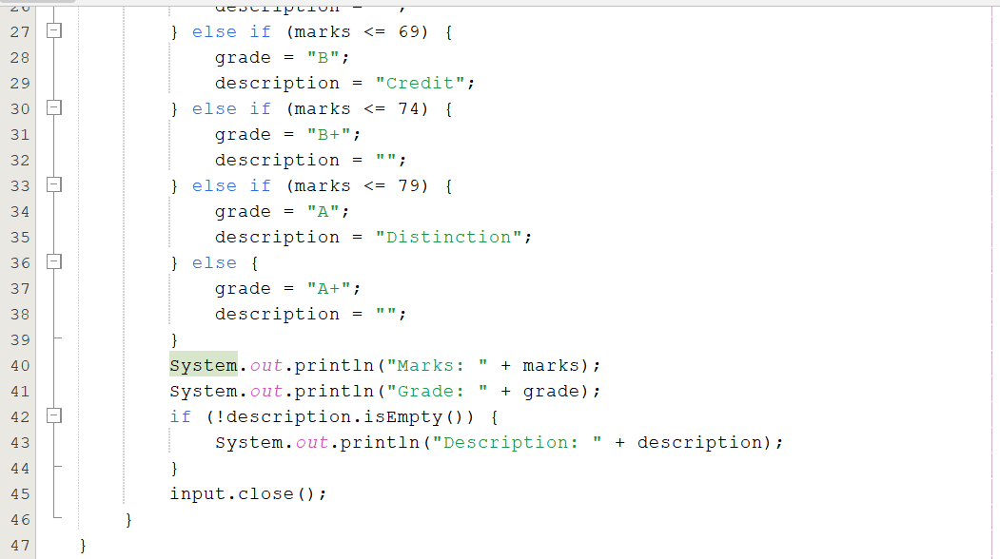 26 description = "";
27 } else if (marks <= 69) {
28 grade = "B";
29 description = "Credit";
30 } else if (marks <= 74) {
31 grade = "B+";
32 description = "";
33 } else if (marks <= 79) {
34 grade = "A";
35 description = "Distinction";
36 } else {
37 grade = "A+";
38 description = "";
39 }
40 System.out.println("Marks: " + marks);
41 System.out.println("Grade: " + grade);
42 if (!description.isEmpty()) {
43 System.out.println("Description: " + description);
44 }
45 input.close();
46 }
47 }